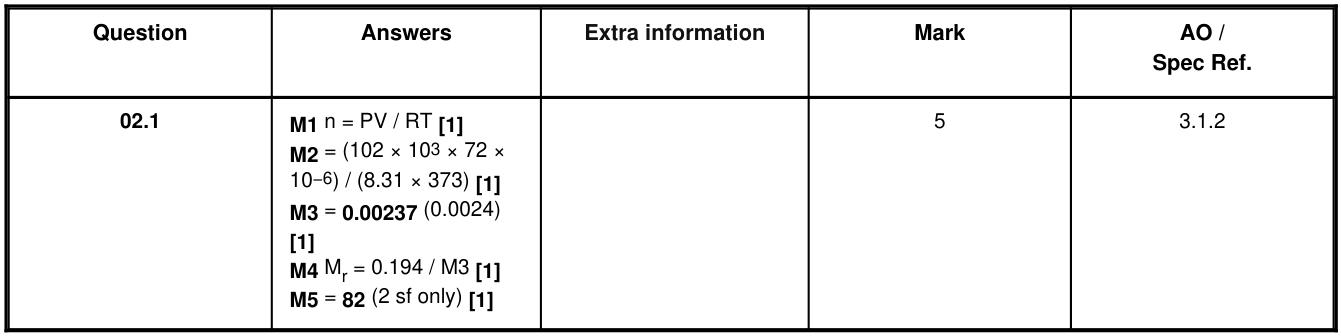 Question Answers Extra information Mark AO /
Spec Ref.
02.1 M1 n = PV / RT [1] 5 3.1.2
M2 = (102 × 10³ × 72 ×
10⁻⁶) / (8.31 × 373) [1]
M3 = 0.00237 (0.0024)
[1]
M4 Mᵣ = 0.194 / M3 [1]
M5 = 82 (2 sf only) [1]